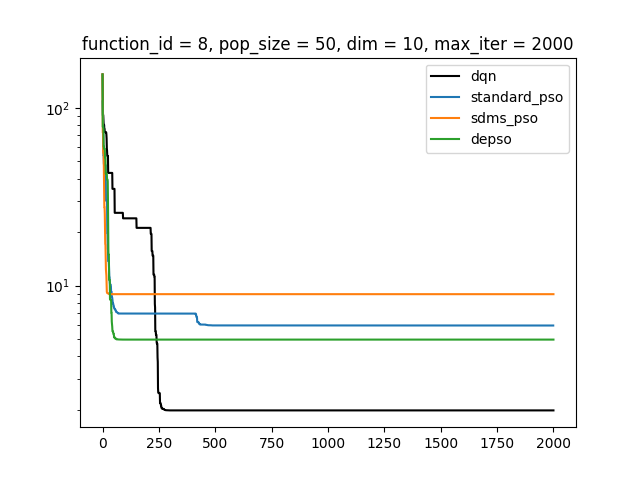 function_id = 8, pop_size = 50, dim = 10, max_iter = 2000
dqn
standard_pso
sdms_pso
depso
10²
10¹
0 250 500 750 1000 1250 1500 1750 2000